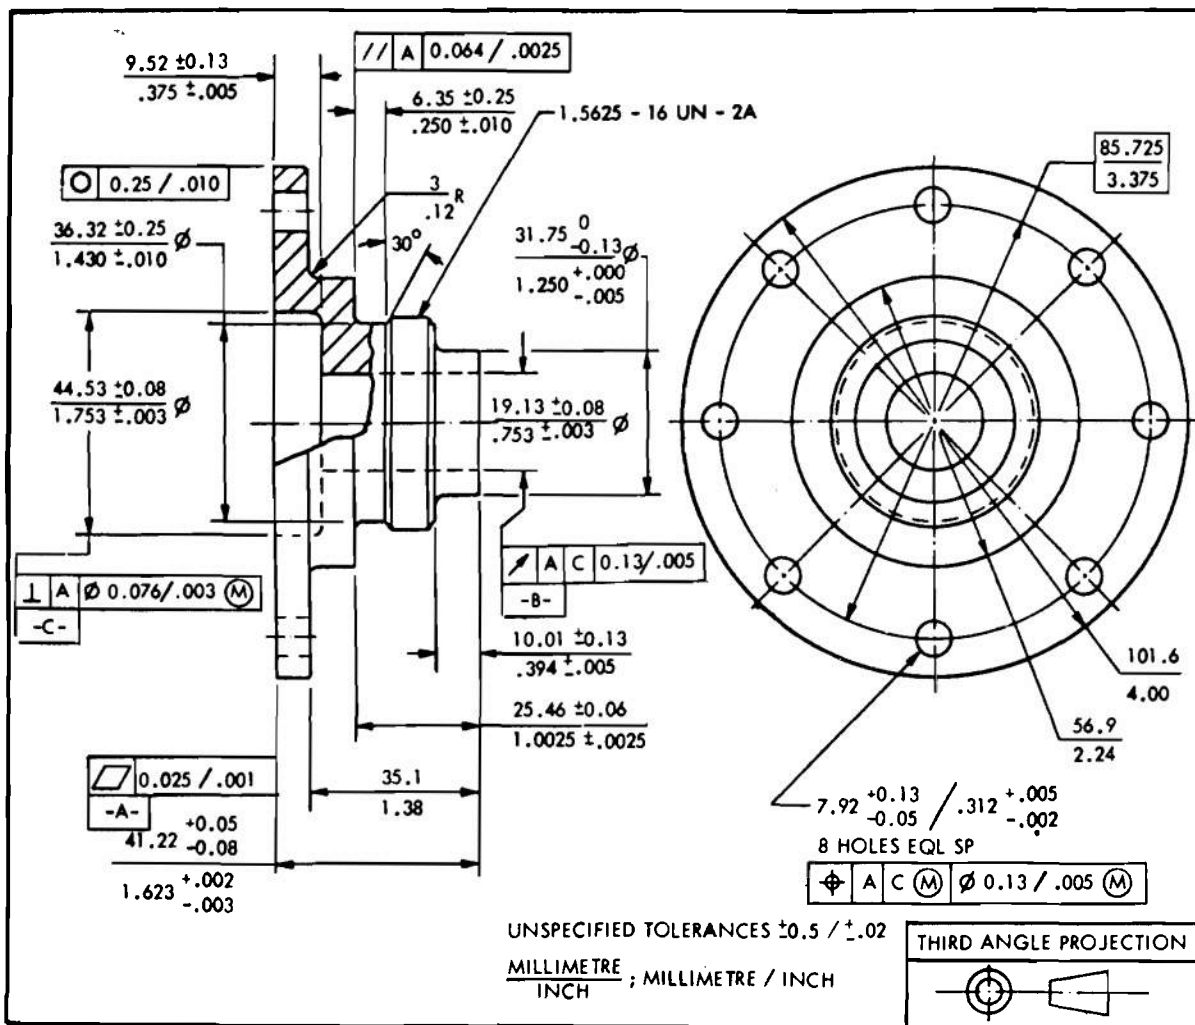 9.52 ±0.13
.375 ±.005
// A 0.064 / .0025
6.35 ±0.25
.250 ±.010
1.5625 - 16 UN - 2A
85.725
3.375
○ 0.25 / .010
3
.12 R
36.32 ±0.25
1.430 ±.010 Ø
30°
31.75 0 -0.13 Ø
1.250 +.000 -.005
44.53 ±0.08
1.753 ±.003 Ø
19.13 ±0.08
.753 ±.003 Ø
⊥ A Ø 0.076/.003 Ⓜ
-C-
↗ A C 0.13/.005
-B-
10.01 ±0.13
.394 ±.005
101.6
4.00
25.46 ±0.06
1.0025 ±.0025
56.9
2.24
⏥ 0.025 / .001
-A-
35.1
1.38
7.92 +0.13 -0.05 / .312 +.005 -.002
41.22 +0.05 -0.08
8 HOLES EQL SP
1.623 +.002 -.003
⌖ A C Ⓜ Ø 0.13 / .005 Ⓜ
UNSPECIFIED TOLERANCES ±0.5 / ±.02
THIRD ANGLE PROJECTION
MILLIMETRE
INCH ; MILLIMETRE / INCH